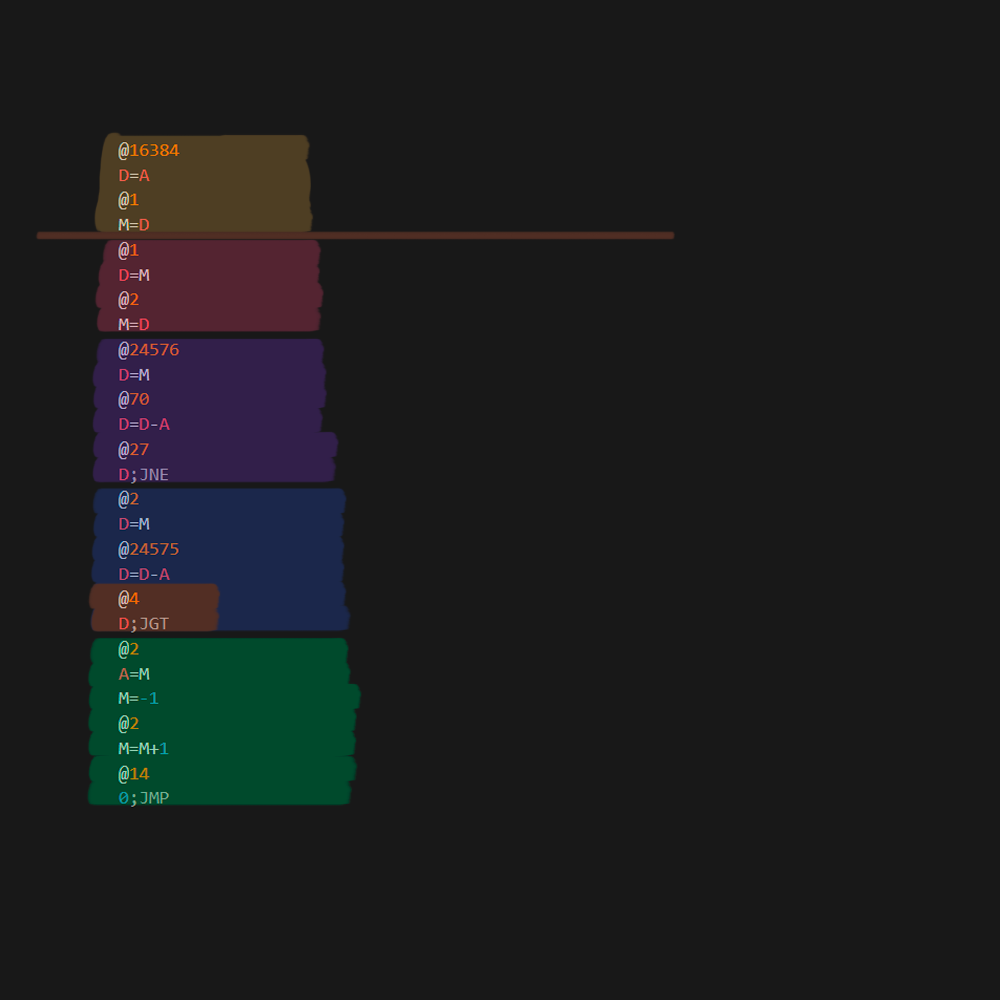 @16384
D=A
@1
M=D
@1
D=M
@2
M=D
@24576
D=M
@70
D=D-A
@27
D;JNE
@2
D=M
@24575
D=D-A
@4
D;JGT
@2
A=M
M=-1
@2
M=M+1
@14
0;JMP